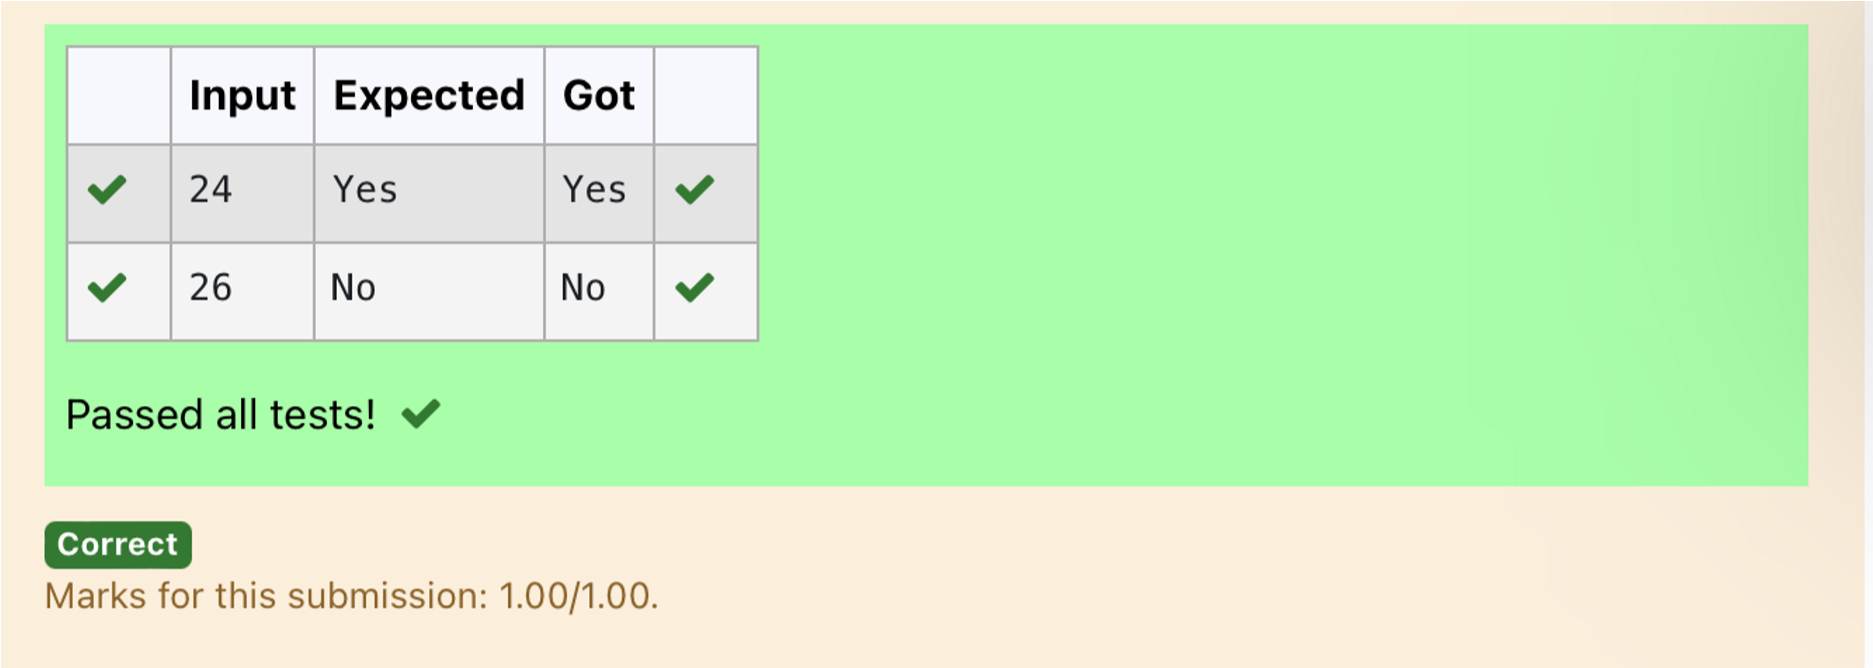 Input Expected Got
24 Yes Yes
26 No No
Passed all tests!
Correct
Marks for this submission: 1.00/1.00.